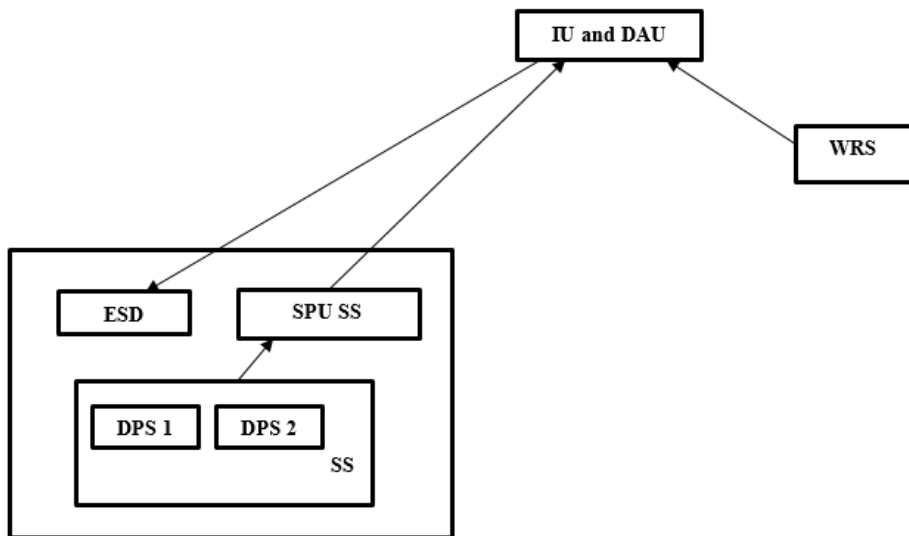 IU and DAU
WRS
ESD
SPU SS
DPS 1
DPS 2
SS